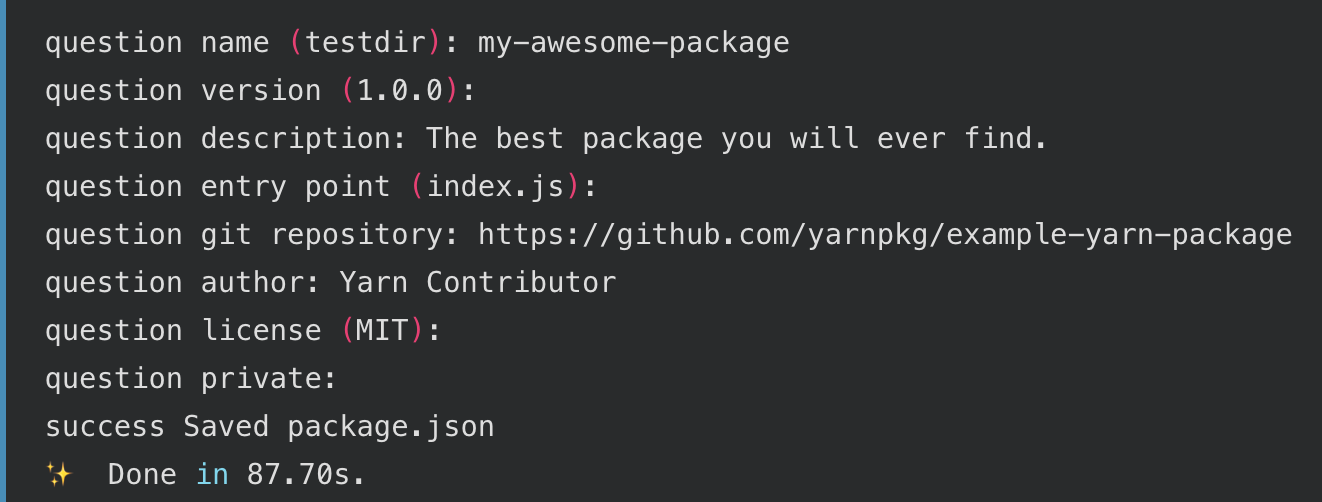 question name (testdir): my-awesome-package
question version (1.0.0):
question description: The best package you will ever find.
question entry point (index.js):
question git repository: https://github.com/yarnpkg/example-yarn-package
question author: Yarn Contributor
question license (MIT):
question private:
success Saved package.json
✨ Done in 87.70s.